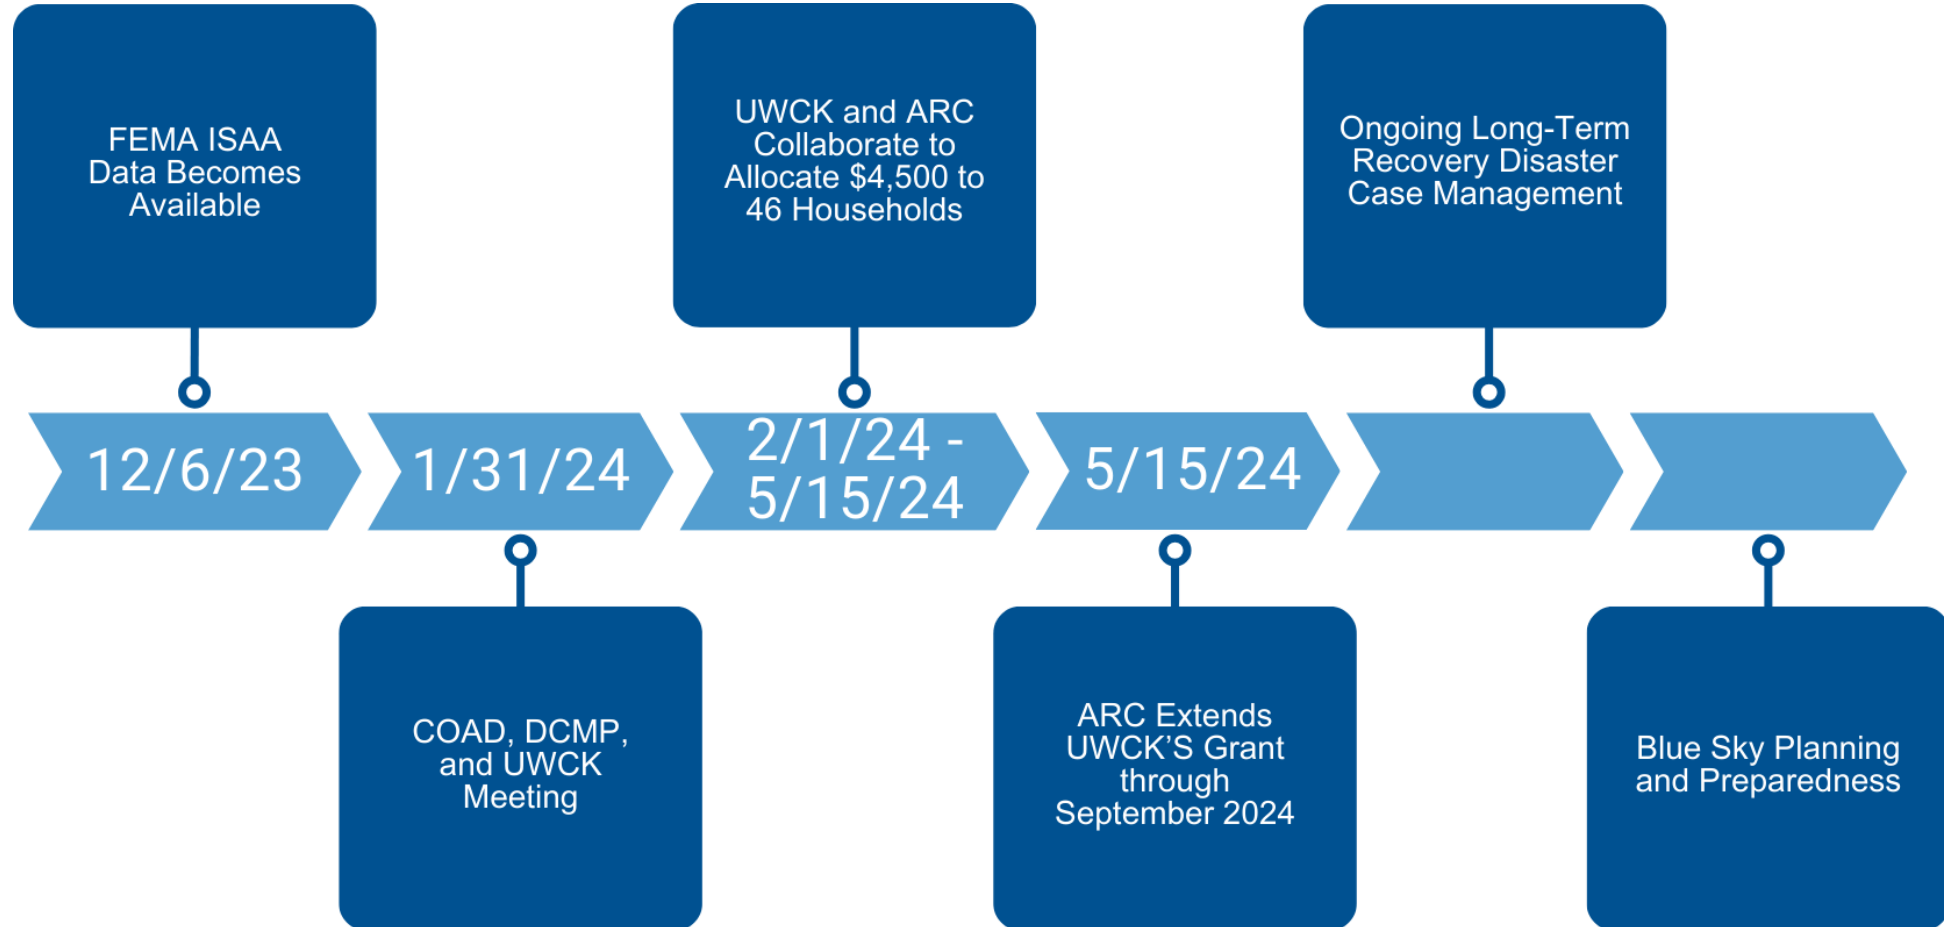 FEMA ISAA
Data Becomes
Available
UWCK and ARC
Collaborate to
Allocate $4,500 to
46 Households
Ongoing Long-Term
Recovery Disaster
Case Management
12/6/23
1/31/24
2/1/24 -
5/15/24
5/15/24
COAD, DCMP,
and UWCK
Meeting
ARC Extends
UWCK’S Grant
through
September 2024
Blue Sky Planning
and Preparedness